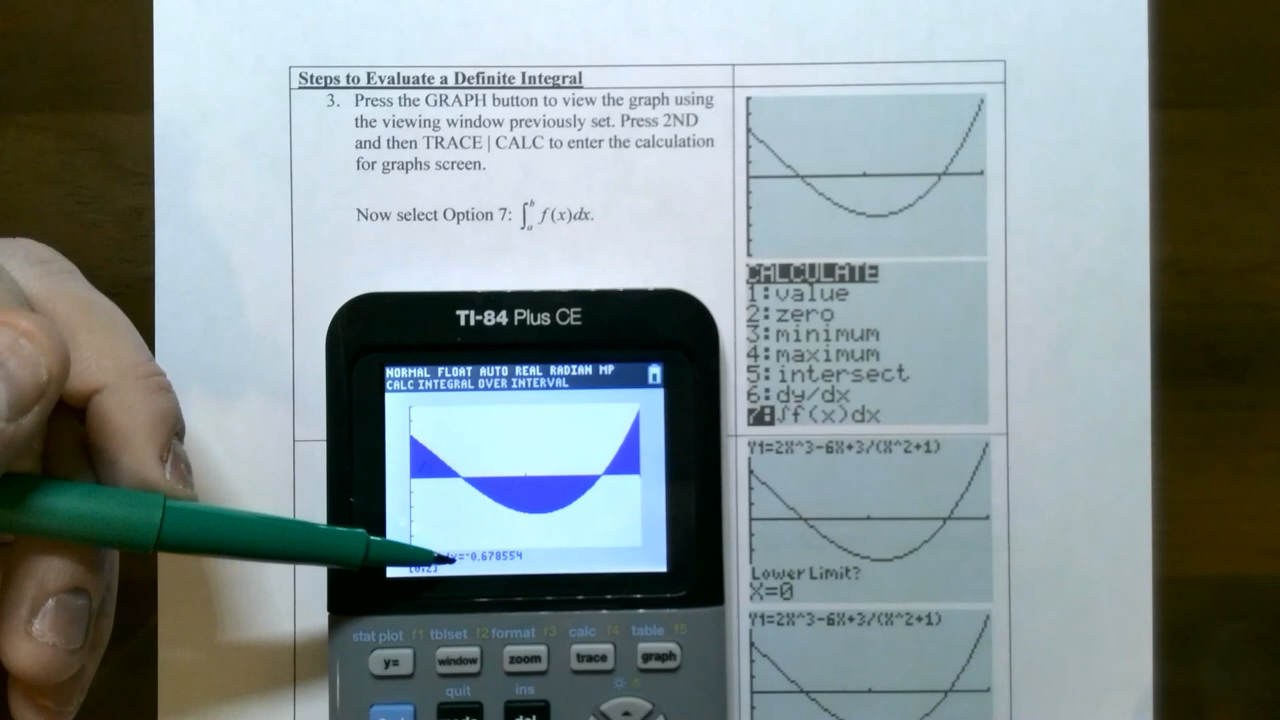 Steps to Evaluate a Definite Integral
3. Press the GRAPH button to view the graph using
the viewing window previously set. Press 2ND
and then TRACE | CALC to enter the calculation
for graphs screen.
Now select Option 7: ∫ₐᵇ f(x)dx.
CALCULATE
1:value
2:zero
3:minimum
4:maximum
5:intersect
6:dy/dx
7:∫f(x)dx
Y1=2X^3-6X+3/(X^2+1)
Lower Limit?
X=0
Y1=2X^3-6X+3/(X^2+1)
TI-84 Plus CE
NORMAL FLOAT AUTO REAL RADIAN MP
CALC INTEGRAL OVER INTERVAL
x=-0.678554
[0,2]
stat plot f1 tblset f2 format f3 calc f4 table f5
y= window zoom trace graph
quit ins